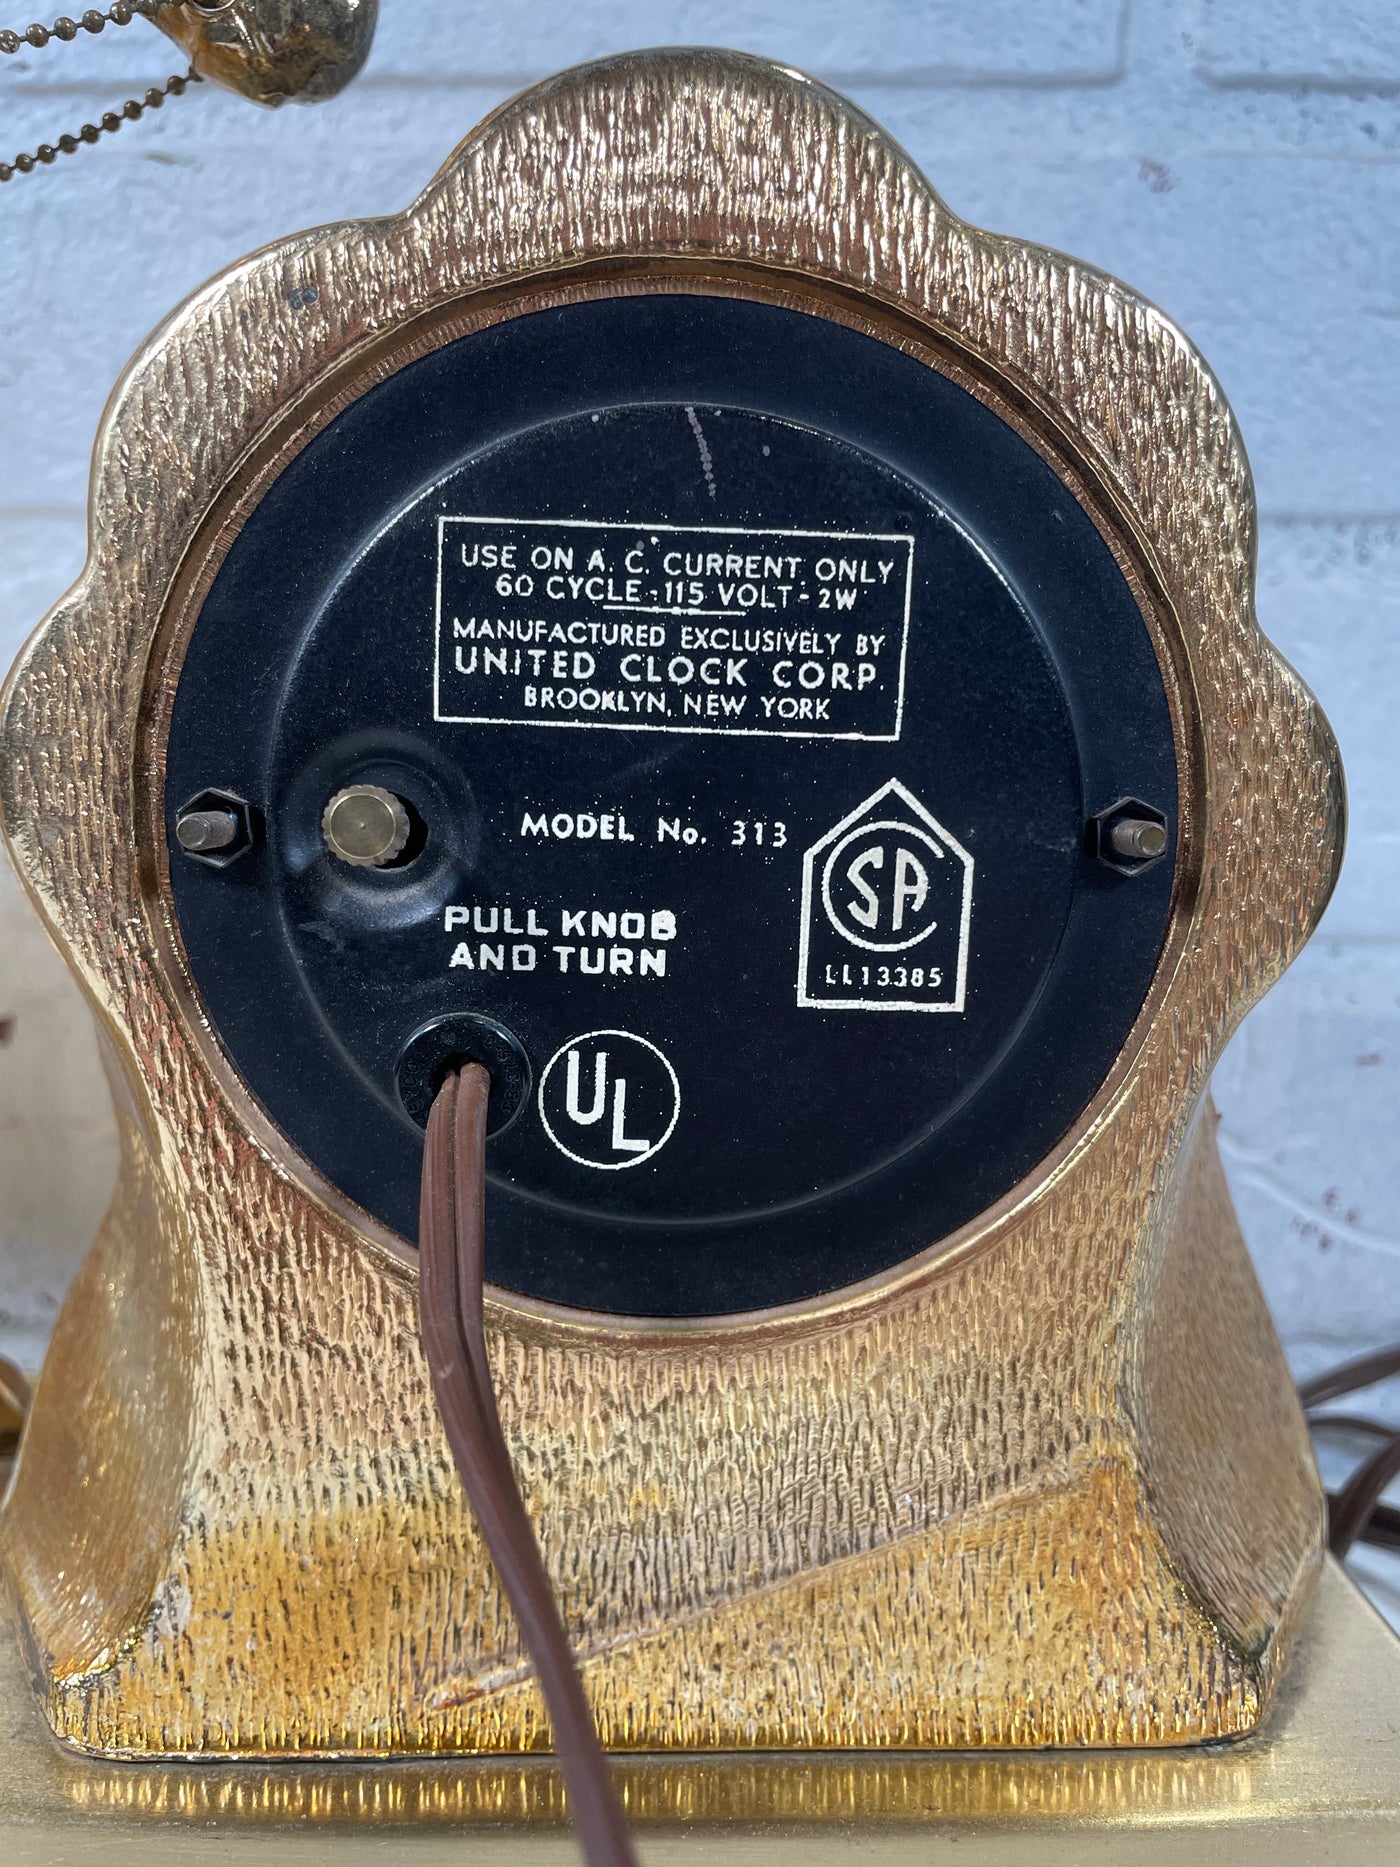 USE ON A. C. CURRENT ONLY
60 CYCLE - 115 VOLT - 2W
MANUFACTURED EXCLUSIVELY BY
UNITED CLOCK CORP.
BROOKLYN, NEW YORK
MODEL No. 313
CSA
LL13385
PULL KNOB
AND TURN
UL